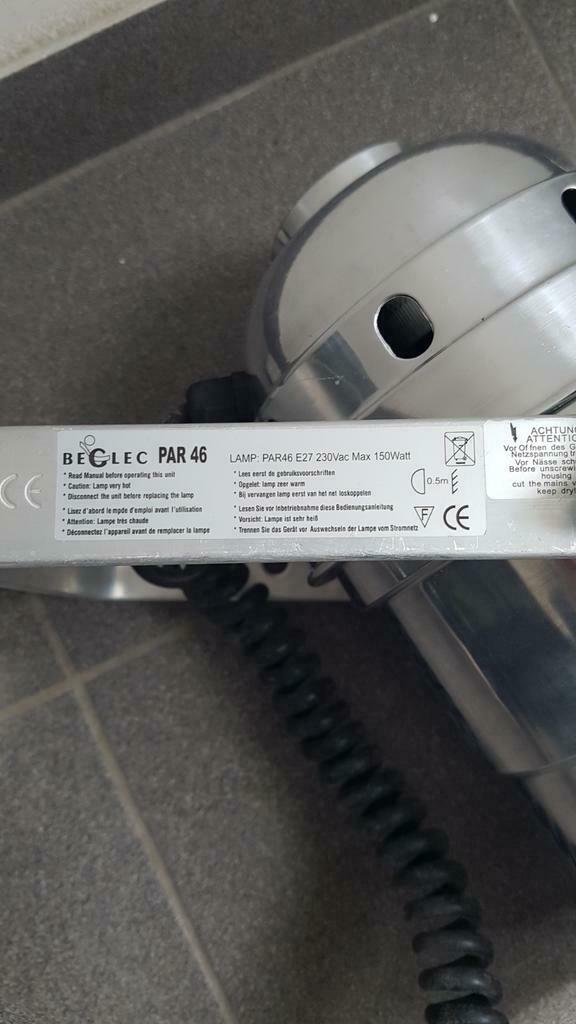 BEGLEC PAR 46
LAMP: PAR46 E27 230Vac Max 150Watt
* Read Manual before operating this unit
* Caution: Lamp very hot
* Disconnect the unit before replacing the lamp
* Lisez d'abord le mode d'emploi avant l'utilisation
* Attention: Lampe très chaude
* Déconnectez l'appareil avant de remplacer la lampe
* Lees eerst de gebruiksvoorschriften
* Opgelet: lamp zeer warm
* Bij vervangen lamp eerst van het net loskoppelen
* Lesen Sie vor Inbetriebnahme diese Bedienungsanleitung
* Vorsicht: Lampe ist sehr heiß
* Trennen Sie das Gerät vor Auswechseln der Lampe vom Stromnetz
0.5m
F CE
CE
ACHTUNG
ATTENTIO
Vor Öffnen des G
Netzspannung tr
Vor Nässe sch
Before unscrewi
housing
cut the mains v
keep dry!